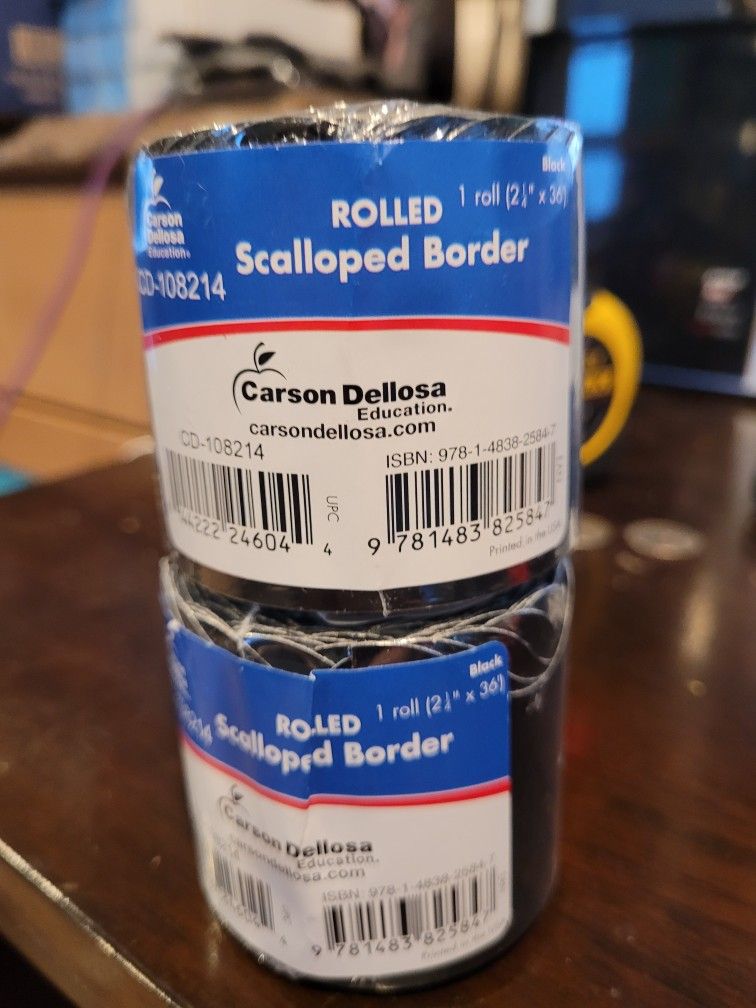 Black
1 roll (2¼" x 36')
ROLLED
Scalloped Border
Carson
Dellosa
Education®
CD-108214
Carson Dellosa
Education®
carsondellosa.com
CD-108214
ISBN: 978-1-4838-2584-7
44222 24604 4
UPC
9 781483 825847
Printed in the USA
Black
1 roll (2¼" x 36')
ROLLED
Scalloped Border
Carson Dellosa
Education®
carsondellosa.com
ISBN: 978-1-4838-2584-7
9 781483 825847